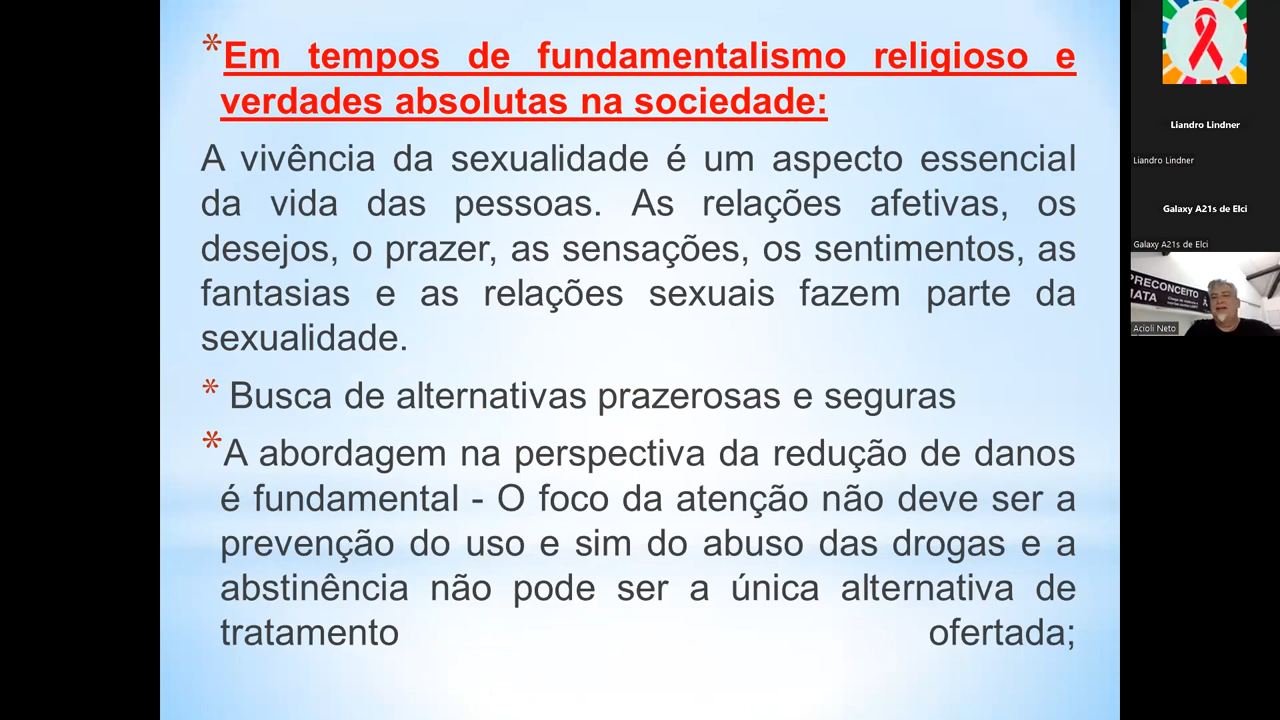 *Em tempos de fundamentalismo religioso e
verdades absolutas na sociedade:
A vivência da sexualidade é um aspecto essencial
da vida das pessoas. As relações afetivas, os
desejos, o prazer, as sensações, os sentimentos, as
fantasias e as relações sexuais fazem parte da
sexualidade.
* Busca de alternativas prazerosas e seguras
*A abordagem na perspectiva da redução de danos
é fundamental - O foco da atenção não deve ser a
prevenção do uso e sim do abuso das drogas e a
abstinência não pode ser a única alternativa de
tratamento ofertada;
Liandro Lindner
Liandro Lindner
Galaxy A21s de Elci
Galaxy A21s de Elci
PRECONCEITO
MATA
Acioli Neto